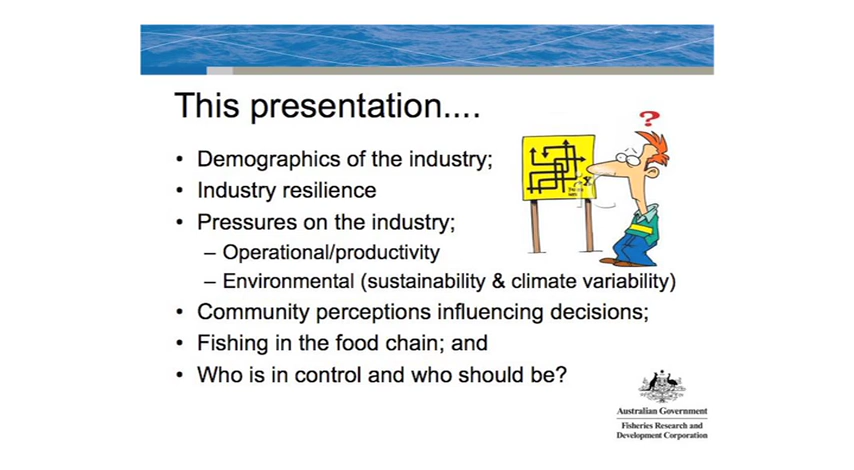 This presentation....
• Demographics of the industry;
• Industry resilience
• Pressures on the industry;
– Operational/productivity
– Environmental (sustainability & climate variability)
• Community perceptions influencing decisions;
• Fishing in the food chain; and
• Who is in control and who should be?
?
X
Australian Government
Fisheries Research and
Development Corporation